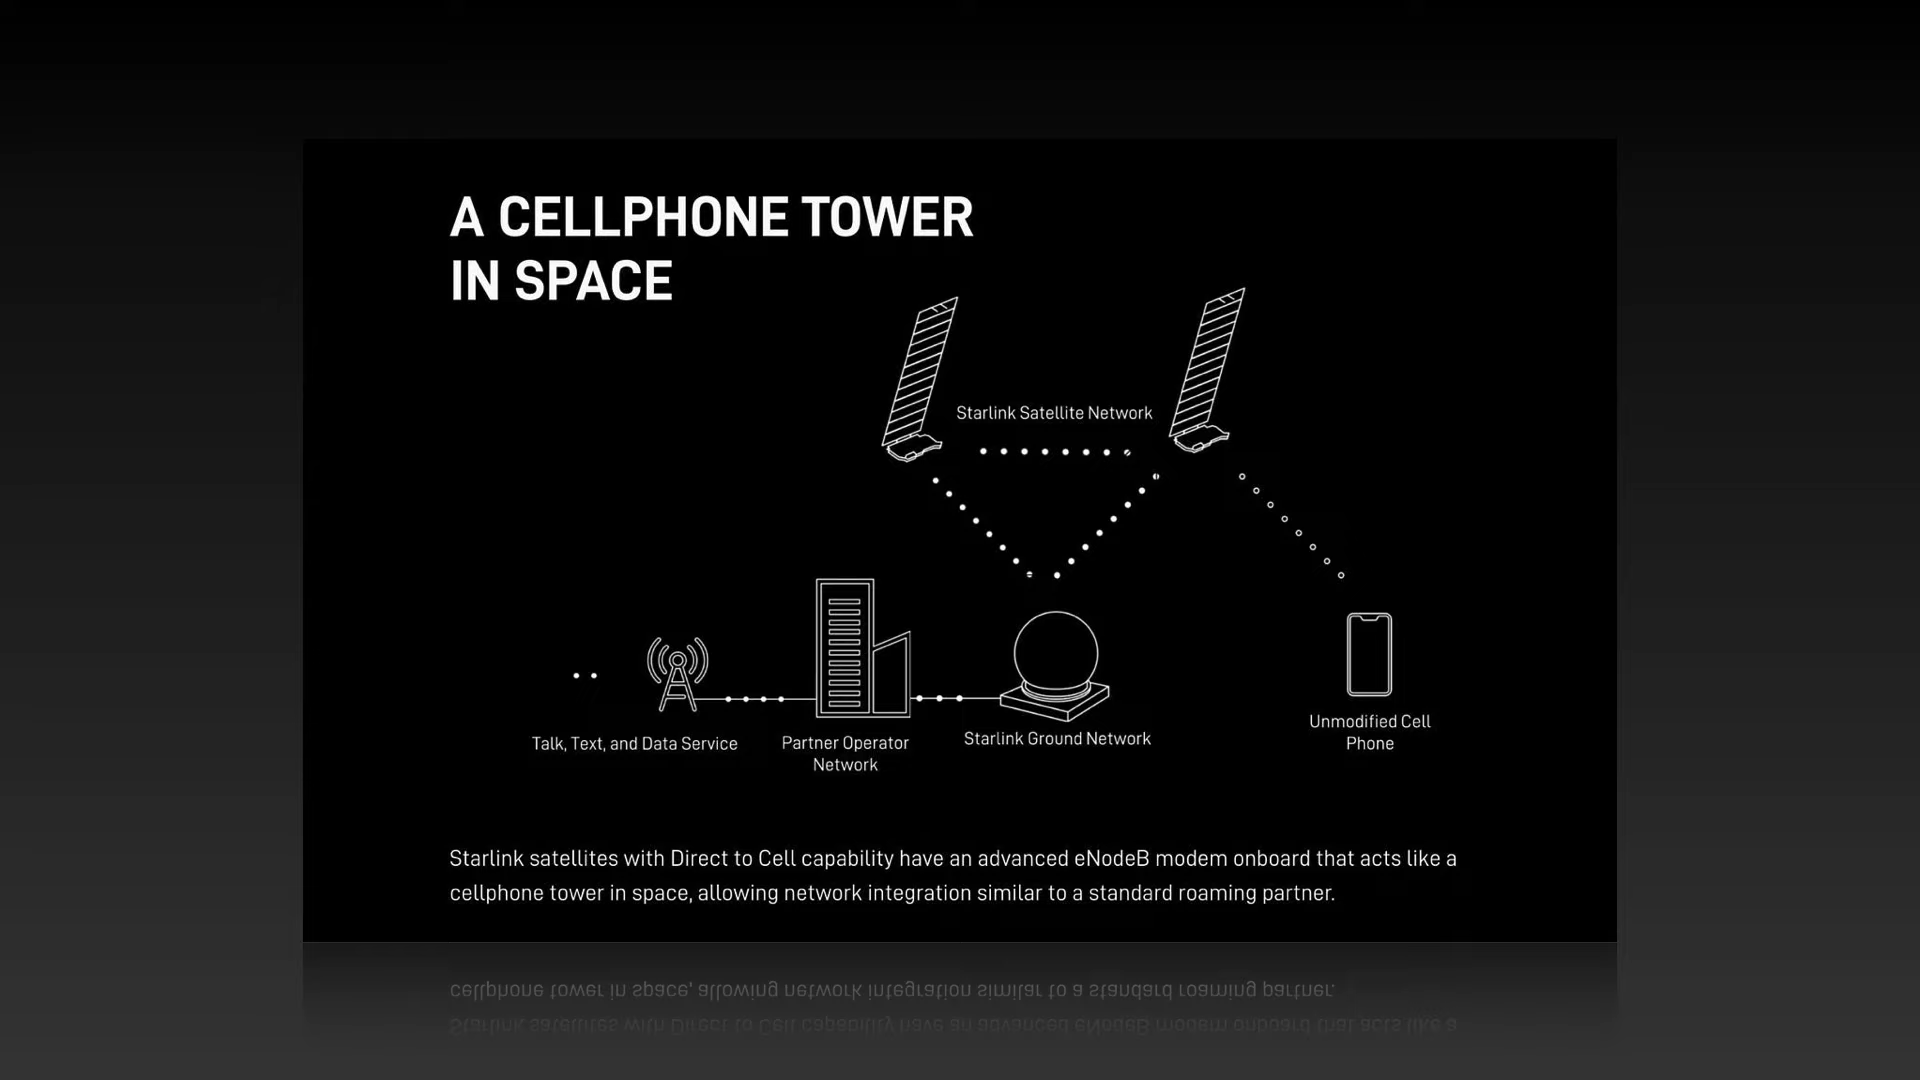 A CELLPHONE TOWER
IN SPACE
Starlink Satellite Network
Talk, Text, and Data Service
Partner Operator
Network
Starlink Ground Network
Unmodified Cell
Phone
Starlink satellites with Direct to Cell capability have an advanced eNodeB modem onboard that acts like a
cellphone tower in space, allowing network integration similar to a standard roaming partner.